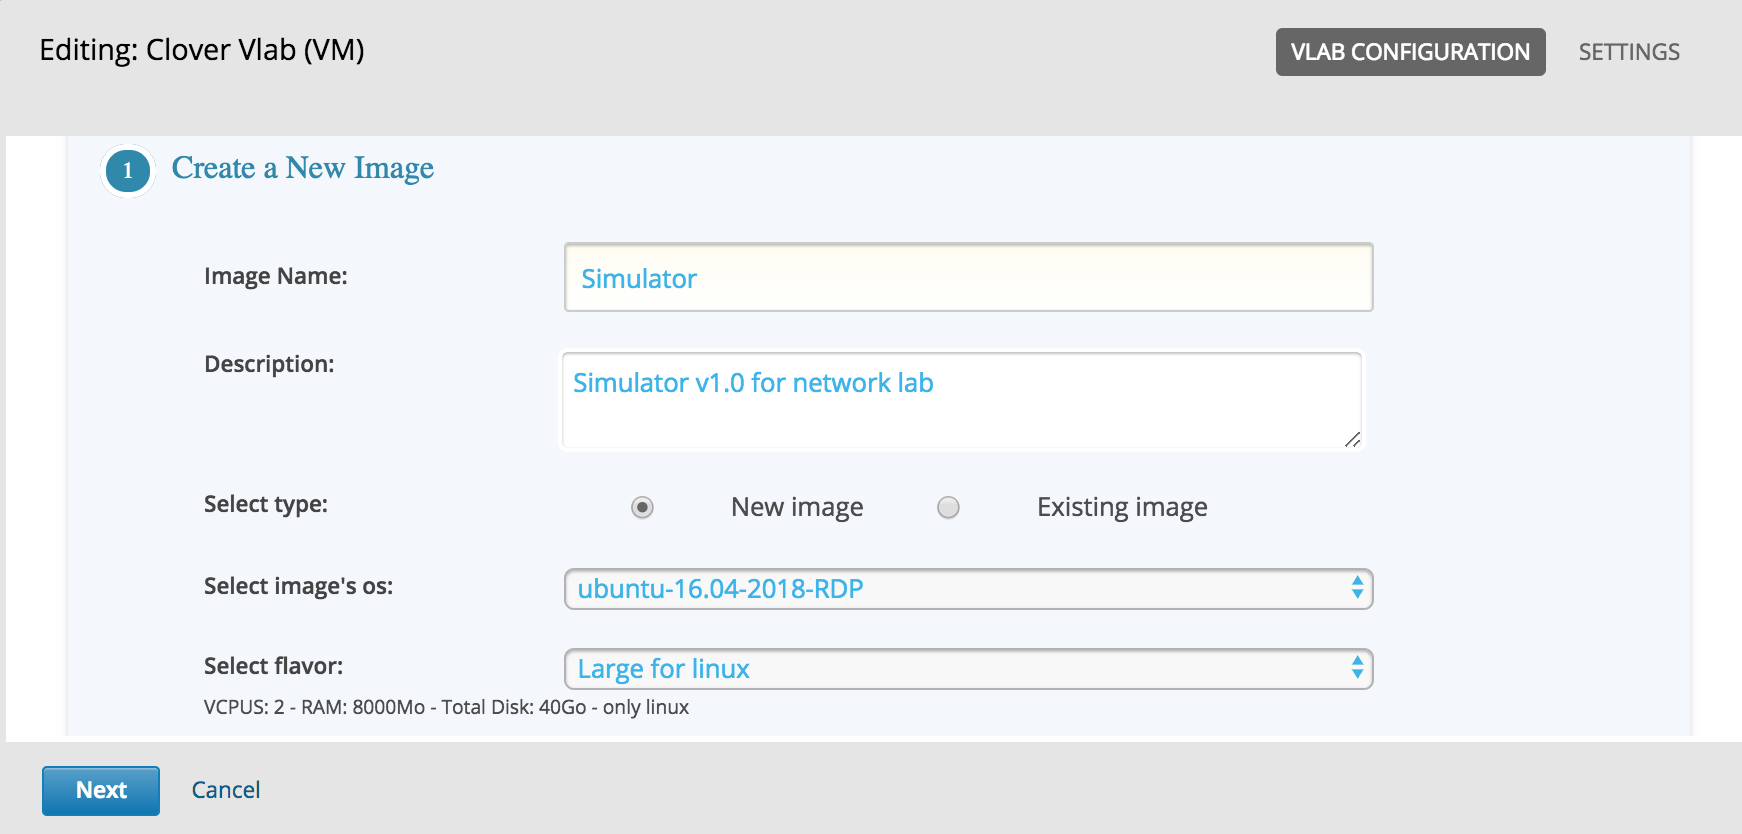 Editing: Clover Vlab (VM)
VLAB CONFIGURATION
SETTINGS
1
Create a New Image
Image Name:
Simulator
Description:
Simulator v1.0 for network lab
Select type:
New image
Existing image
Select image's os:
ubuntu-16.04-2018-RDP
Select flavor:
Large for linux
VCPUS: 2 - RAM: 8000Mo - Total Disk: 40Go - only linux
Next
Cancel